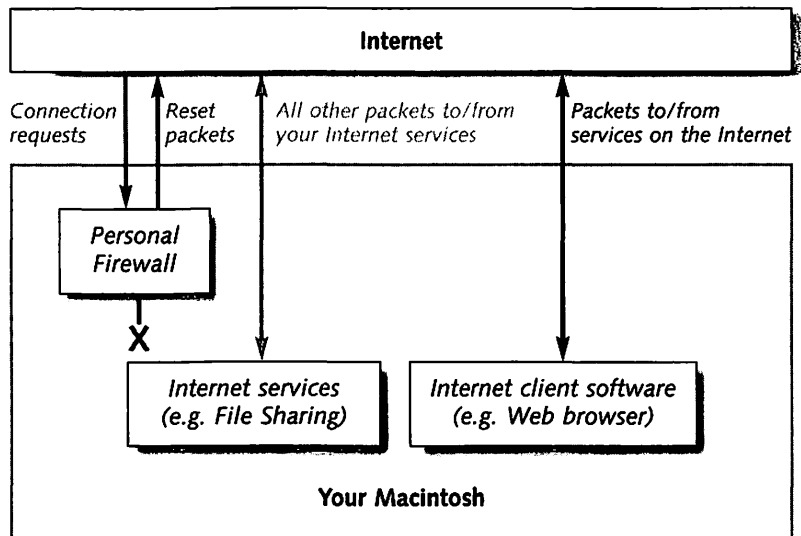 Internet
Connection
requests
Reset
packets
All other packets to/from
your Internet services
Packets to/from
services on the Internet
Personal
Firewall
X
Internet services
(e.g. File Sharing)
Internet client software
(e.g. Web browser)
Your Macintosh